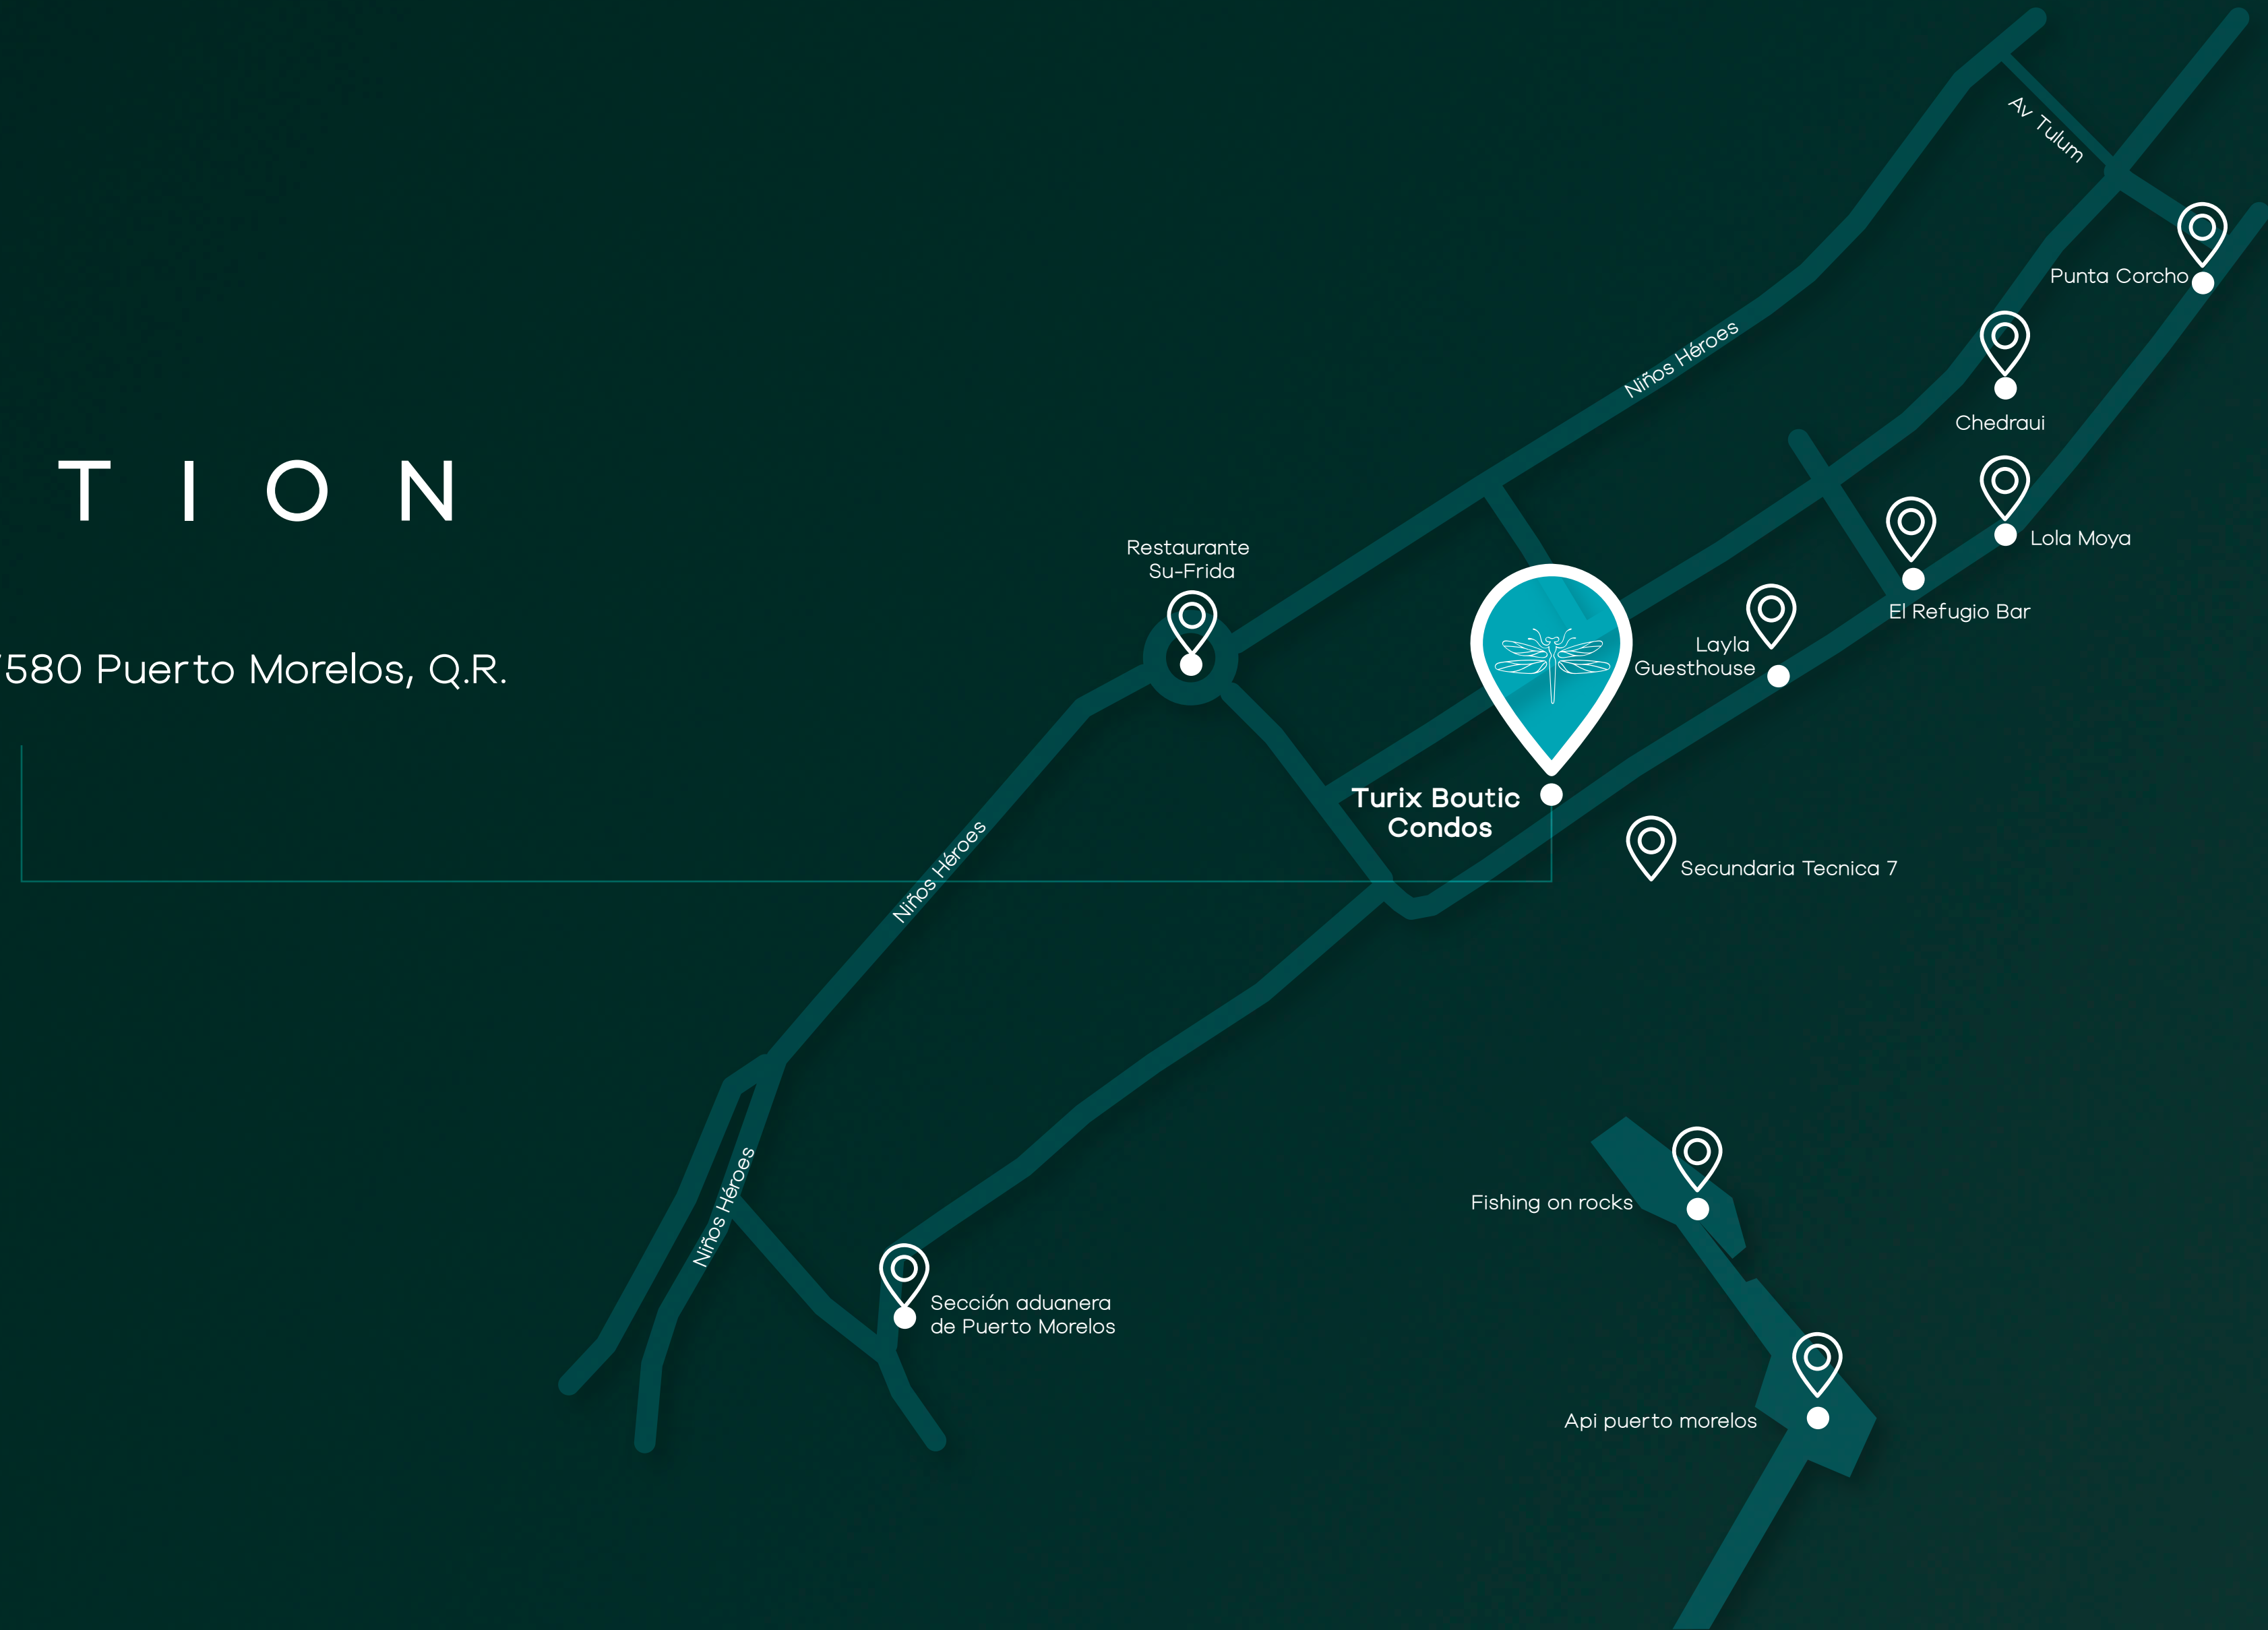 TION
580 Puerto Morelos, Q.R.
Av Tulum
Punta Corcho
Niños Héroes
Chedraui
Lola Moya
Restaurante
Su-Frida
El Refugio Bar
Layla
Guesthouse
Turix Boutic
Condos
Niños Héroes
Secundaria Tecnica 7
Niños Héroes
Fishing on rocks
Sección aduanera
de Puerto Morelos
Api puerto morelos